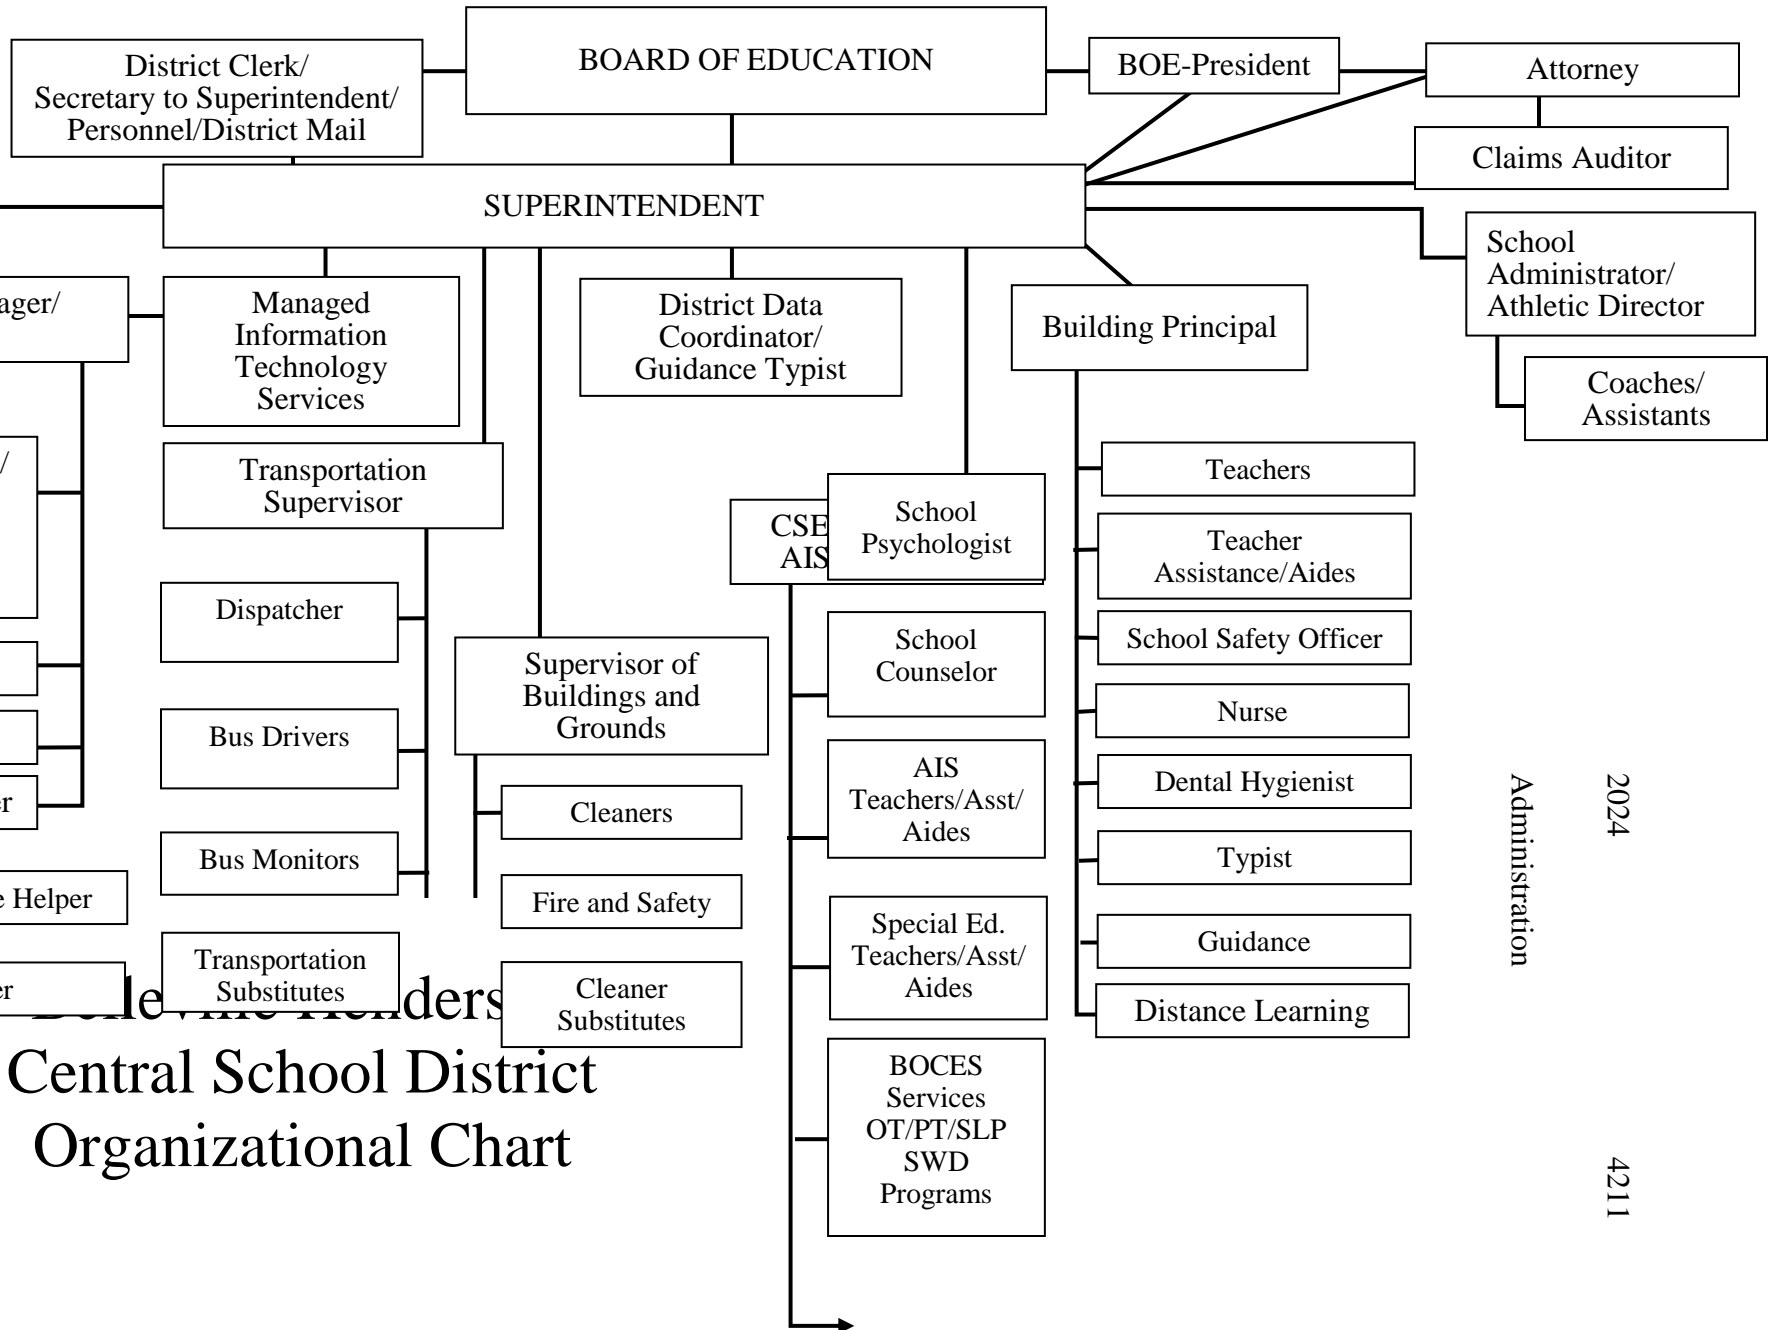 District Clerk/
Secretary to Superintendent/
Personnel/District Mail
BOARD OF EDUCATION
BOE-President
Attorney
Claims Auditor
SUPERINTENDENT
School
Administrator/
Athletic Director
Coaches/
Assistants
Managed
Information
Technology
Services
District Data
Coordinator/
Guidance Typist
Building Principal
Transportation
Supervisor
Dispatcher
Bus Drivers
Bus Monitors
Transportation
Substitutes
Supervisor of
Buildings and
Grounds
Cleaners
Fire and Safety
Cleaner
Substitutes
CSE
AIS
School
Psychologist
School
Counselor
AIS
Teachers/Asst/
Aides
Special Ed.
Teachers/Asst/
Aides
BOCES
Services
OT/PT/SLP
SWD
Programs
Teachers
Teacher
Assistance/Aides
School Safety Officer
Nurse
Dental Hygienist
Typist
Guidance
Distance Learning
ager/
/
er
e Helper
er
Central School District
Organizational Chart
2024
4211
Administration